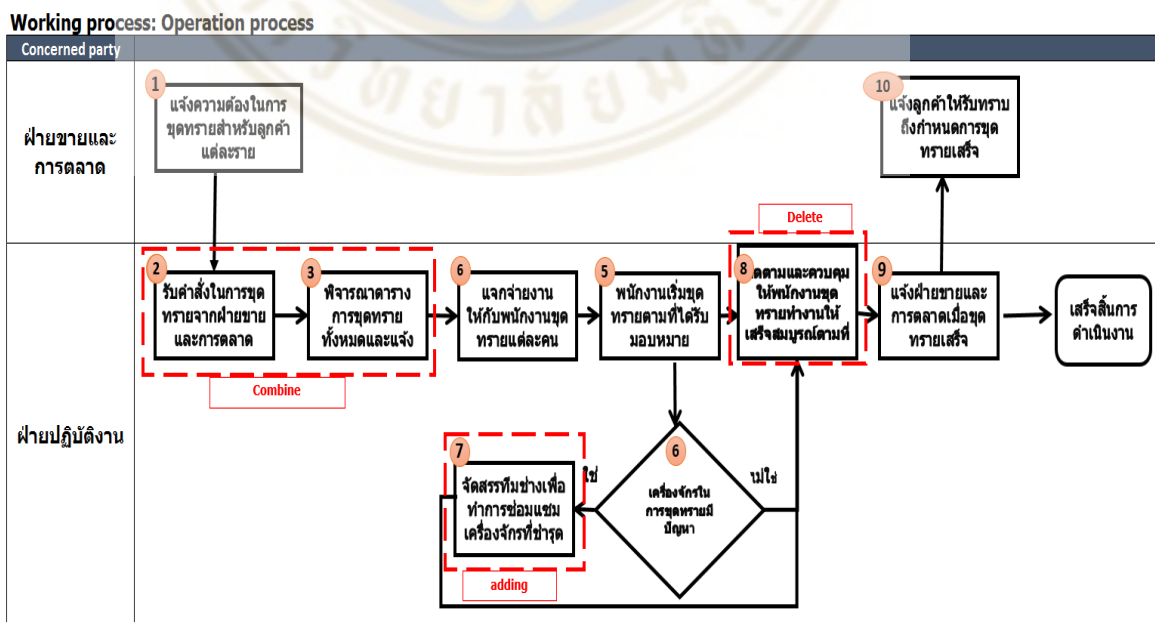 Working process: Operation process
Concerned party
ฝ่ายขายและ
การตลาด
1
แจ้งความต้องในการ
ขุดทรายสำหรับลูกค้า
แต่ละราย
10
แจ้งลูกค้าให้รับทราบ
ถึงกำหนดการขุด
ทรายเสร็จ
Delete
ฝ่ายปฏิบัติงาน
2
รับคำสั่งในการขุด
ทรายจากฝ่ายขาย
และการตลาด
3
พิจารณาตาราง
การขุดทราย
ทั้งหมดและแจ้ง
Combine
6
แจกจ่ายงาน
ให้กับพนักงานขุด
ทรายแต่ละคน
5
พนักงานเริ่มขุด
ทรายตามที่ได้รับ
มอบหมาย
8
ติดตามและควบคุม
ให้พนักงานขุด
ทรายทำงานให้
เสร็จสมบูรณ์ตามที่
9
แจ้งฝ่ายขายและ
การตลาดเมื่อขุด
ทรายเสร็จ
เสร็จสิ้นการ
ดำเนินงาน
7
จัดสรรทีมช่างเพื่อ
ทำการซ่อมแซม
เครื่องจักรที่ชำรุด
adding
ใช่
6
เครื่องจักรใน
การขุดทรายมี
ปัญหา
ไม่ใช่